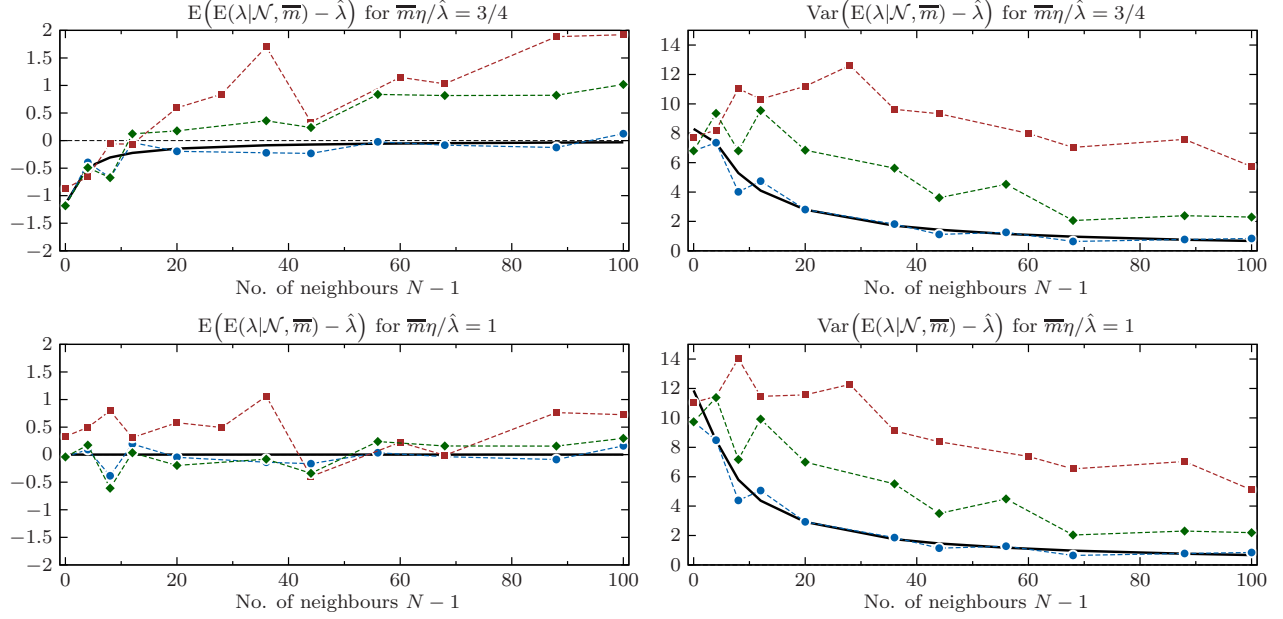 E(E(λ|𝒩, m̅) − λ̂) for m̅η/λ̂ = 3/4
2
1.5
1
0.5
0
−0.5
−1
−1.5
−2
0 20 40 60 80 100
No. of neighbours N − 1
Var(E(λ|𝒩, m̅) − λ̂) for m̅η/λ̂ = 3/4
14
12
10
8
6
4
2
0
0 20 40 60 80 100
No. of neighbours N − 1
E(E(λ|𝒩, m̅) − λ̂) for m̅η/λ̂ = 1
2
1.5
1
0.5
0
−0.5
−1
−1.5
−2
0 20 40 60 80 100
No. of neighbours N − 1
Var(E(λ|𝒩, m̅) − λ̂) for m̅η/λ̂ = 1
14
12
10
8
6
4
2
0
0 20 40 60 80 100
No. of neighbours N − 1